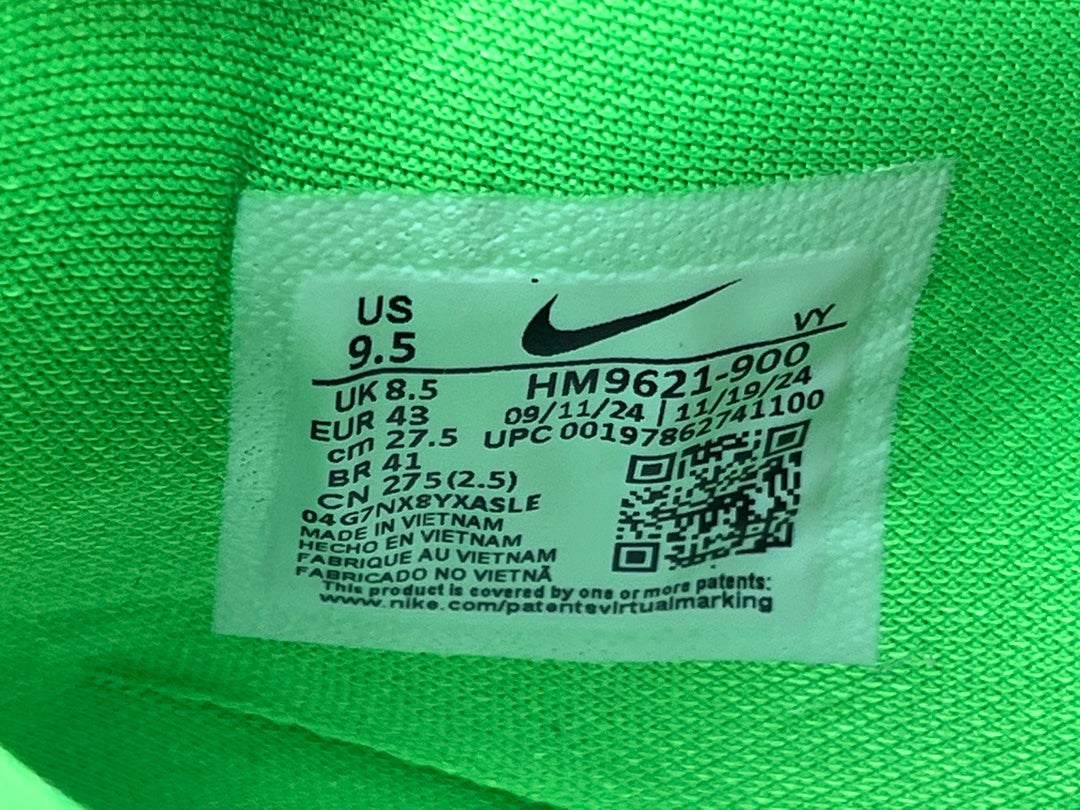 US
9.5
VY
UK 8.5
EUR 43
cm 27.5
BR 41
CN 275(2.5)
04G7NX8YXASLE
MADE IN VIETNAM
HECHO EN VIETNAM
FABRIQUE AU VIETNAM
FABRICADO NO VIETNÃ
HM9621-900
09/11/24 | 11/19/24
UPC 00197862741100
This product is covered by one or more patents:
www.nike.com/patentsvirtualmarking